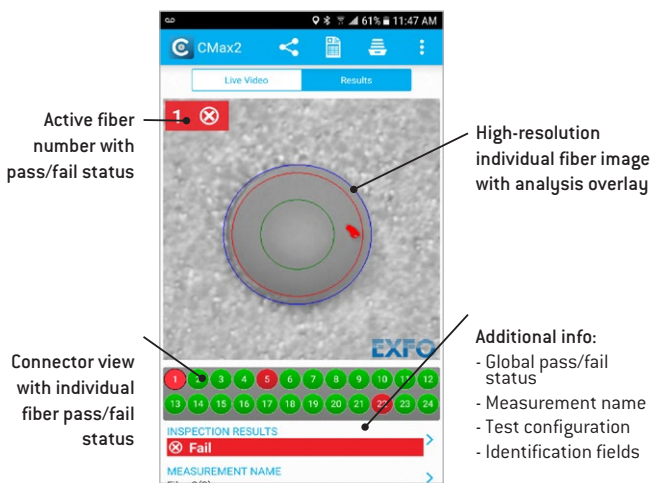 61% 11:47 AM
CMax2
Live Video Results
1
Active fiber
number with
pass/fail status
High-resolution
individual fiber image
with analysis overlay
EXFO
Connector view
with individual
fiber pass/fail
status
1 2 3 4 5 6 7 8 9 10 11 12
13 14 15 16 17 18 19 20 21 22 23 24
Additional info:
- Global pass/fail
status
- Measurement name
- Test configuration
- Identification fields
INSPECTION RESULTS
Fail
MEASUREMENT NAME